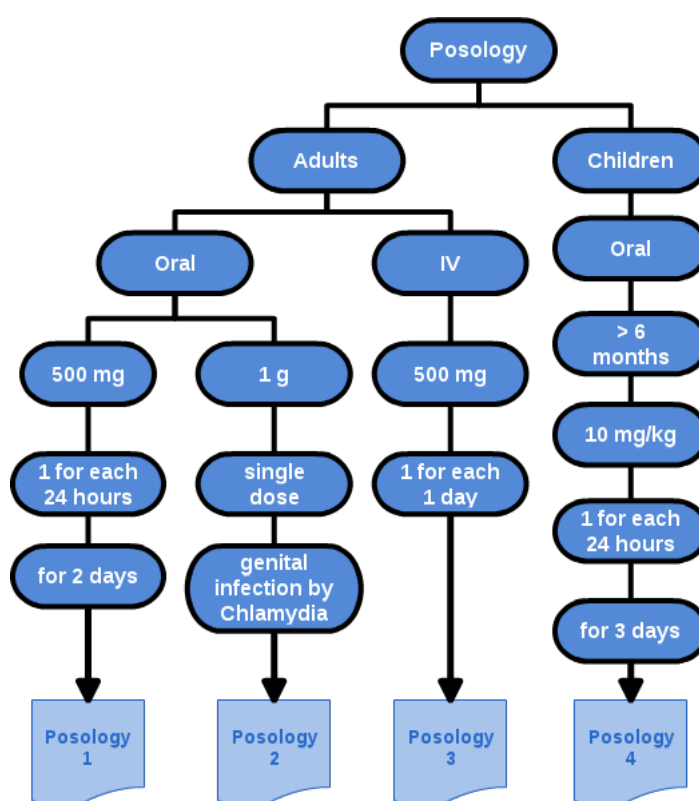 Posology
Adults
Children
Oral
IV
Oral
500 mg
1 g
500 mg
> 6
months
10 mg/kg
1 for each
24 hours
single
dose
1 for each
1 day
1 for each
24 hours
for 2 days
genital
infection by
Chlamydia
for 3 days
Posology
1
Posology
2
Posology
3
Posology
4